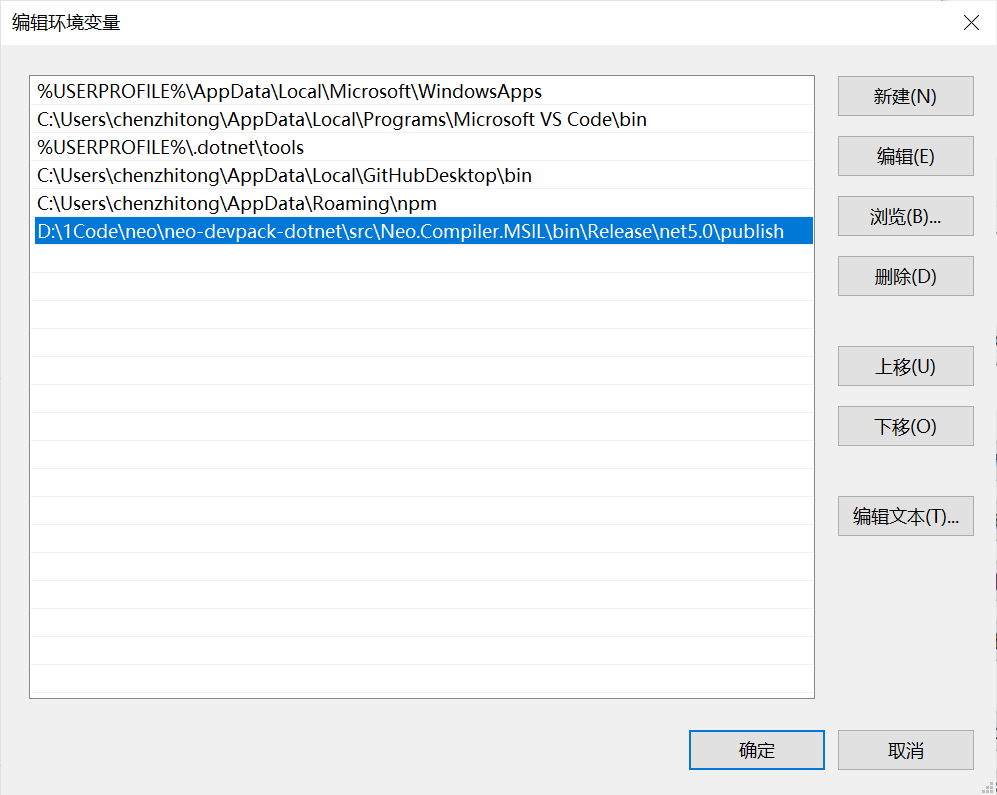 编辑环境变量
%USERPROFILE%\AppData\Local\Microsoft\WindowsApps
C:\Users\chenzhitong\AppData\Local\Programs\Microsoft VS Code\bin
%USERPROFILE%\.dotnet\tools
C:\Users\chenzhitong\AppData\Local\GitHubDesktop\bin
C:\Users\chenzhitong\AppData\Roaming\npm
D:\1Code\neo\neo-devpack-dotnet\src\Neo.Compiler.MSIL\bin\Release\net5.0\publish
新建(N)
编辑(E)
浏览(B)...
删除(D)
上移(U)
下移(O)
编辑文本(T)...
确定
取消